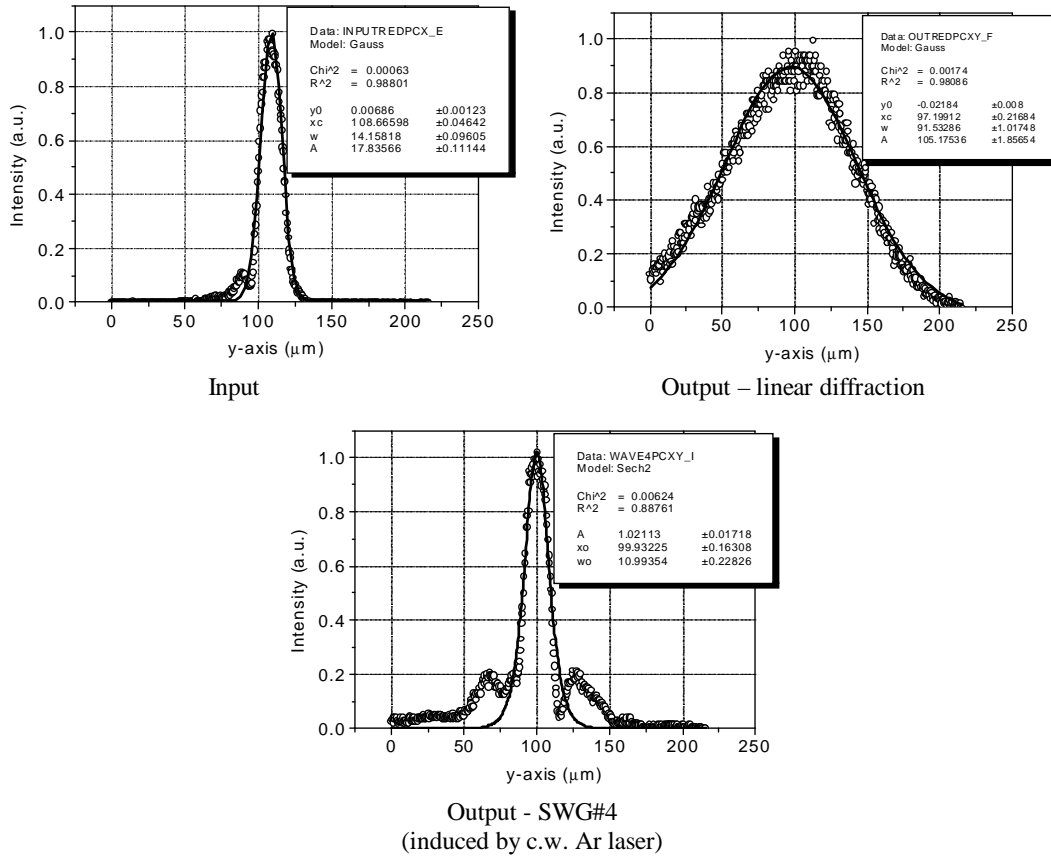 Data: INPUTREDPCX_E
Model: Gauss
Chi^2 = 0.00063
R^2 = 0.98801
y0 0.00686 ±0.00123
xc 108.66598 ±0.04642
w 14.15818 ±0.09605
A 17.83566 ±0.11144
1.0
0.8
0.6
0.4
0.2
0.0
Intensity (a.u.)
0 50 100 150 200 250
y-axis (μm)
Input
Data: OUTREDPCXY_F
Model: Gauss
Chi^2 = 0.00174
R^2 = 0.98086
y0 -0.02184 ±0.008
xc 97.19912 ±0.21684
w 91.53286 ±1.01748
A 105.17536 ±1.85654
1.0
0.8
0.6
0.4
0.2
0.0
Intensity (a.u.)
0 50 100 150 200 250
y-axis (μm)
Output – linear diffraction
Data: WAVE4PCXY_I
Model: Sech2
Chi^2 = 0.00624
R^2 = 0.88761
A 1.02113 ±0.01718
xo 99.93225 ±0.16308
wo 10.99354 ±0.22826
1.0
0.8
0.6
0.4
0.2
0.0
Intensity (a.u.)
0 50 100 150 200 250
y-axis (μm)
Output - SWG#4
(induced by c.w. Ar laser)